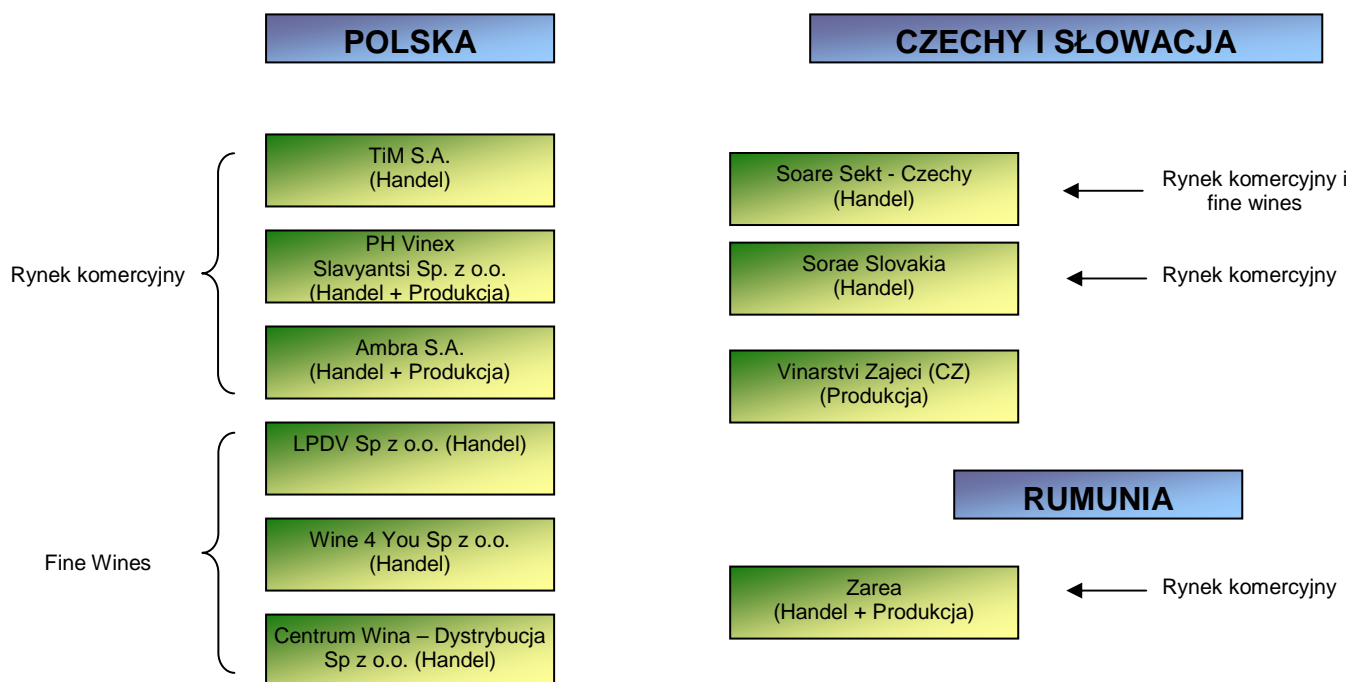 POLSKA
TiM S.A.
(Handel)
PH Vinex
Slavyantsi Sp. z o.o.
(Handel + Produkcja)
Rynek komercyjny
Ambra S.A.
(Handel + Produkcja)
LPDV Sp z o.o. (Handel)
Wine 4 You Sp z o.o.
(Handel)
Fine Wines
Centrum Wina – Dystrybucja
Sp z o.o. (Handel)
CZECHY I SŁOWACJA
Soare Sekt - Czechy
(Handel)
Rynek komercyjny i
fine wines
Sorae Slovakia
(Handel)
Rynek komercyjny
Vinarstvi Zajeci (CZ)
(Produkcja)
RUMUNIA
Zarea
(Handel + Produkcja)
Rynek komercyjny